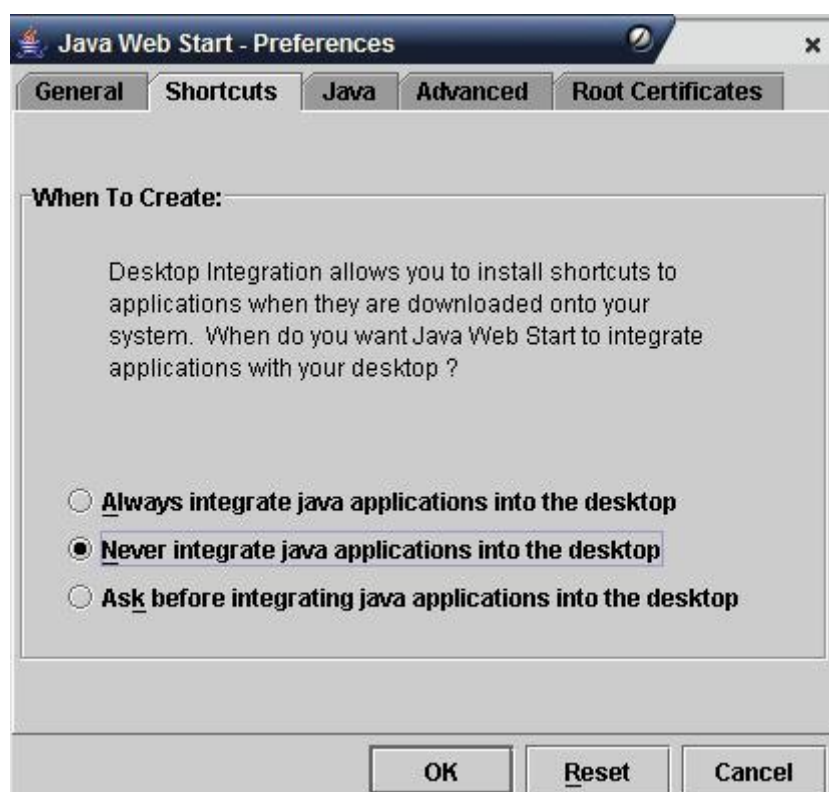 Java Web Start - Preferences
General Shortcuts Java Advanced Root Certificates
When To Create:
Desktop Integration allows you to install shortcuts to
applications when they are downloaded onto your
system. When do you want Java Web Start to integrate
applications with your desktop ?
Always integrate java applications into the desktop
Never integrate java applications into the desktop
Ask before integrating java applications into the desktop
OK Reset Cancel